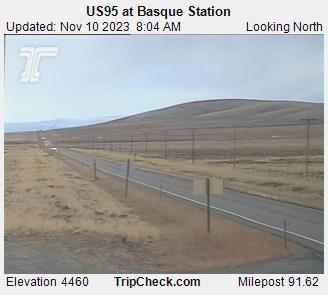 US95 at Basque Station
Updated: Nov 10 2023 8:04 AM Looking North
Elevation 4460 TripCheck.com Milepost 91.62